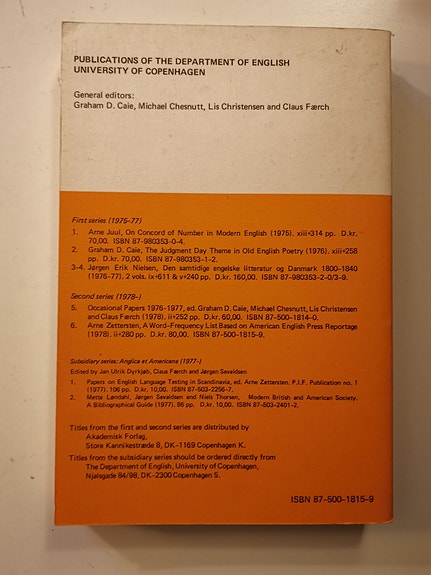 PUBLICATIONS OF THE DEPARTMENT OF ENGLISH
UNIVERSITY OF COPENHAGEN
General editors:
Graham D. Caie, Michael Chesnutt, Lis Christensen and Claus Færch
First series (1975-77)
1. Arne Juul, On Concord of Number in Modern English (1975). xiii+314 pp. D.kr.
70,00. ISBN 87-980353-0-4.
2. Graham D. Caie, The Judgment Day Theme in Old English Poetry (1976). xiii+258
pp. D.kr. 70,00. ISBN 87-980353-1-2.
3-4. Jørgen Erik Nielsen, Den samtidige engelske litteratur og Danmark 1800-1840
(1976-77). 2 vols. ix+611 & v+240 pp. D.kr. 160,00. ISBN 87-980353-2-0/3-9.
Second series (1978-)
5. Occasional Papers 1976-1977, ed. Graham D. Caie, Michael Chesnutt, Lis Christensen
and Claus Færch (1978). ii+252 pp. D.kr. 60,00. ISBN 87-500-1814-0.
6. Arne Zettersten, A Word-Frequency List Based on American English Press Reportage
(1978). ii+280 pp. D.kr. 80,00. ISBN 87-500-1815-9.
Subsidiary series: Anglica et Americana (1977-)
Edited by Jan Ulrik Dyrkjøb, Claus Færch and Jørgen Sevaldsen
1. Papers on English Language Testing in Scandinavia, ed. Arne Zettersten. P.I.F. Publication no. 1
(1977). 106 pp. D.kr. 10,00. ISBN 87-503-2256-7.
2. Mette Løndahl, Jørgen Sevaldsen and Niels Thorsen, Modern British and American Society.
A Bibliographical Guide (1977). 86 pp. D.kr. 10,00. ISBN 87-503-2401-2.
Titles from the first and second series are distributed by
Akademisk Forlag,
Store Kannikestræde 8, DK-1169 Copenhagen K.
Titles from the subsidiary series should be ordered directly from
The Department of English, University of Copenhagen,
Njalsgade 84/98, DK-2300 Copenhagen S.
ISBN 87-500-1815-9